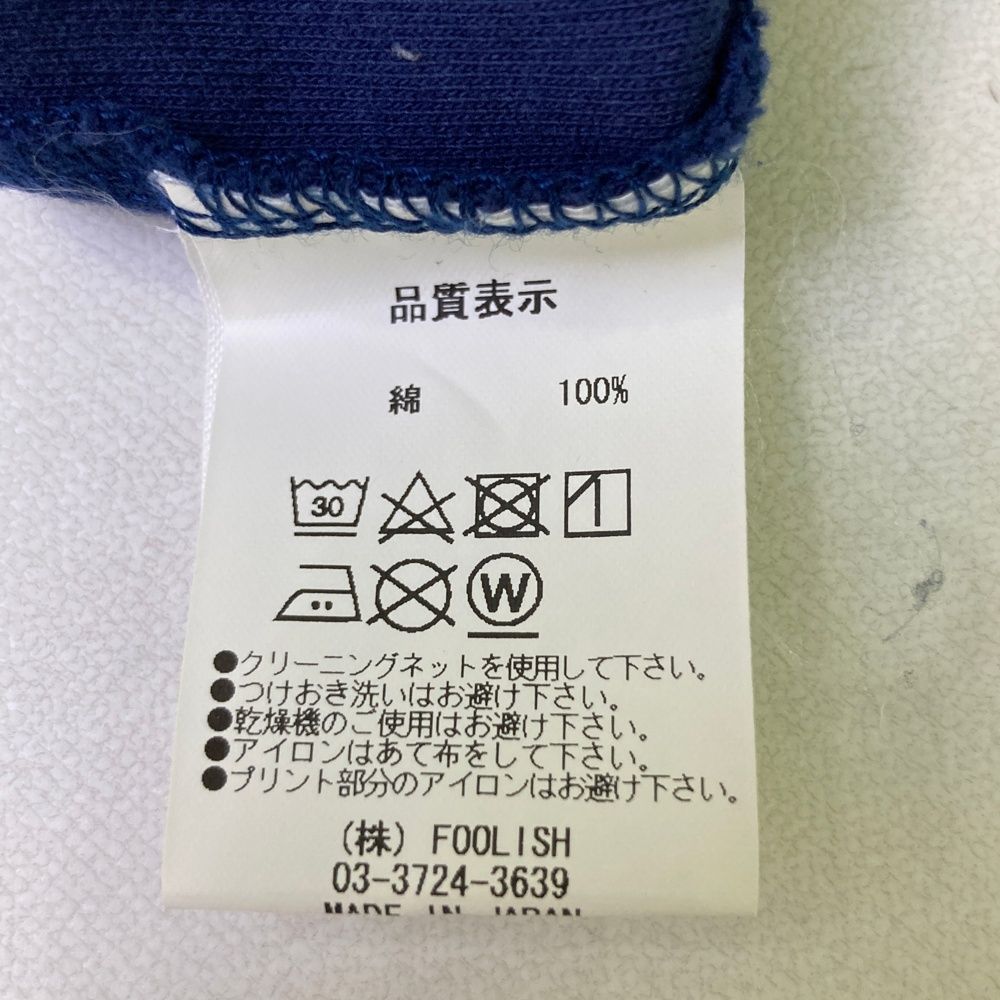 品質表示
綿 100%
30
W
●クリーニングネットを使用して下さい。
●つけおき洗いはお避け下さい。
●乾燥機のご使用はお避け下さい。
●アイロンはあて布をして下さい。
●プリント部分のアイロンはお避け下さい。
(株) FOOLISH
03-3724-3639
MADE IN JAPAN